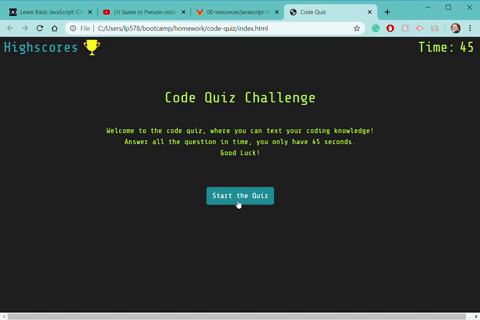 Learn Basic JavaScript: Co
(1) Guide to Pseudo-cod
00-resources/javascript-c
Code Quiz
File
C:/Users/lp578/bootcamp/homework/code-quiz/index.html
Highscores
Time: 45
Code Quiz Challenge
Welcome to the code quiz, where you can text your coding knowledge!
Answer all the question in time, you only have 45 seconds.
Good Luck!
Start the Quiz